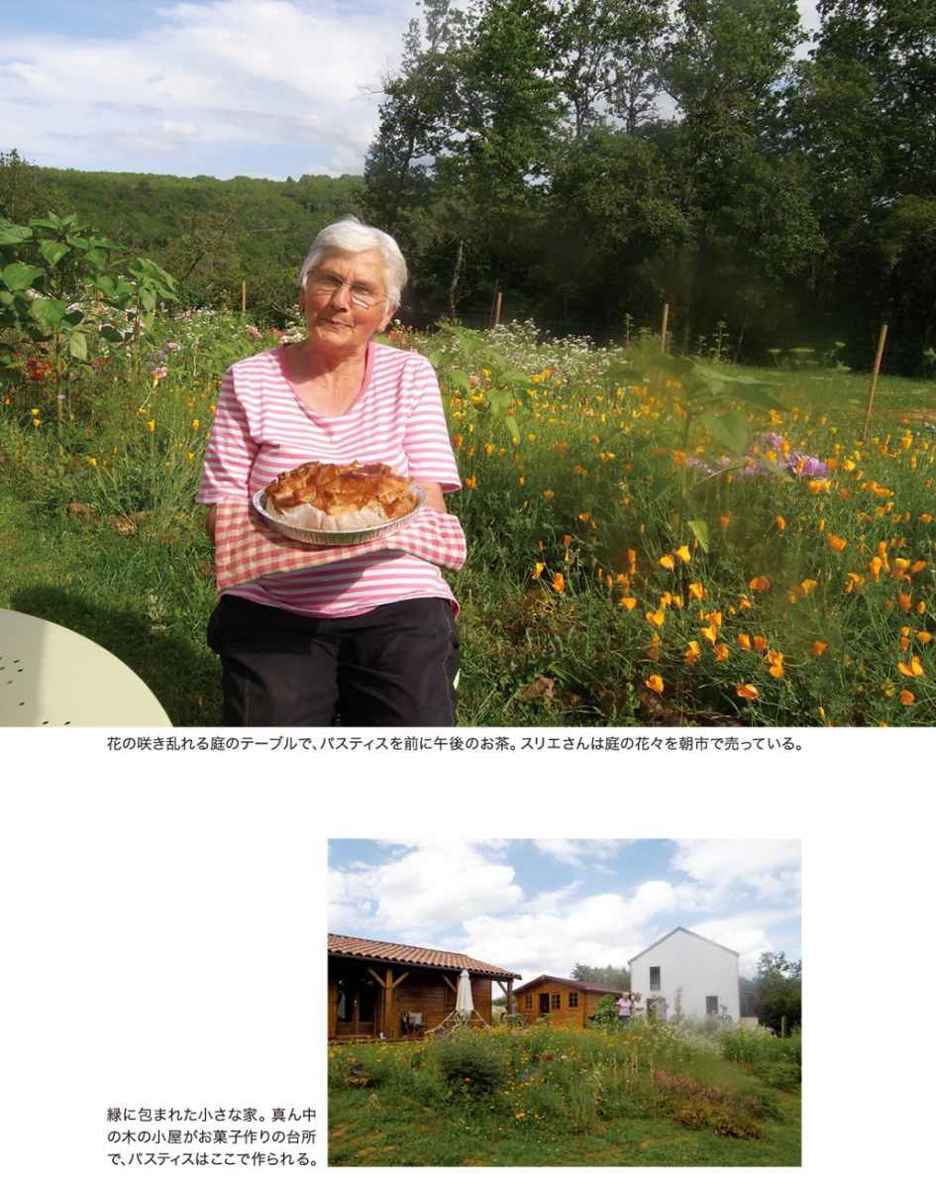 花の咲き乱れる庭のテーブルで、パスティスを前に午後のお茶。スリエさんは庭の花々を朝市で売っている。
緑に包まれた小さな家。真ん中
の木の小屋がお菓子作りの台所
で、パスティスはここで作られる。